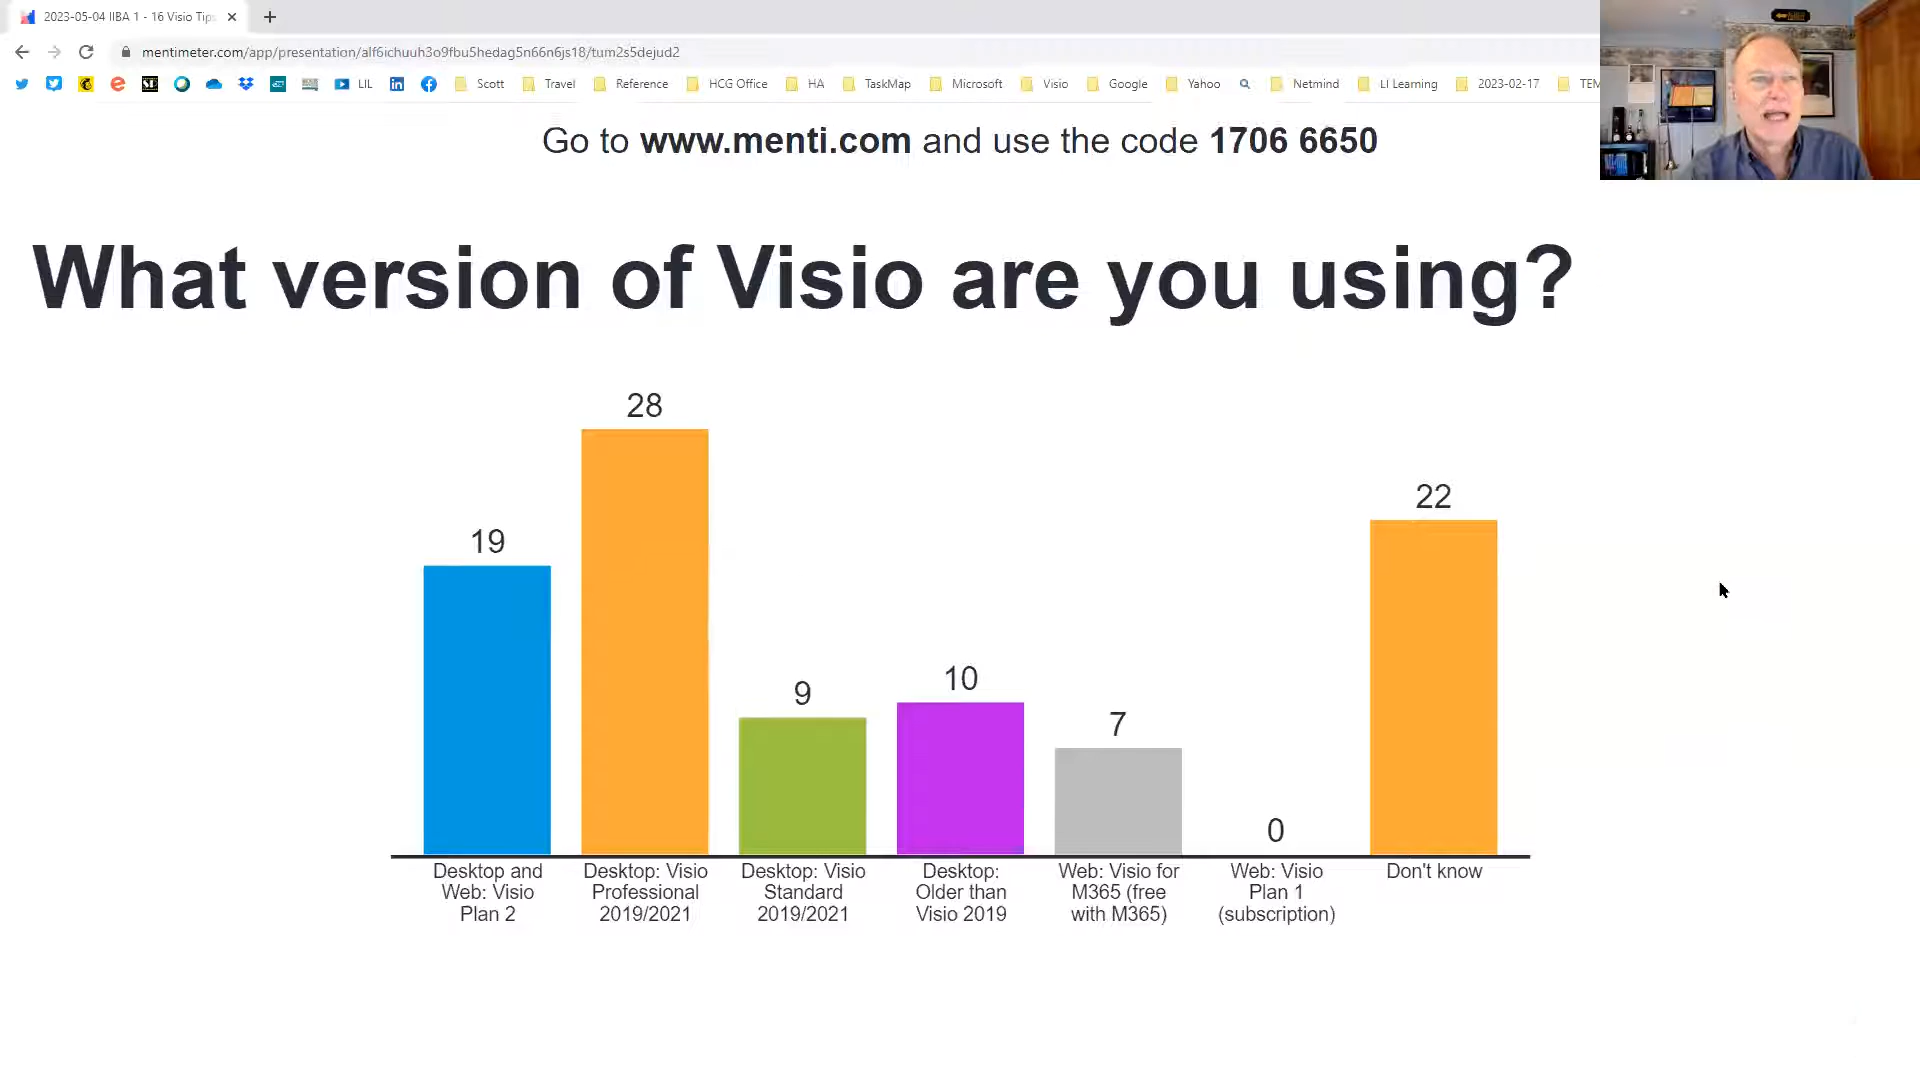 2023-05-04 IIBA 1 - 16 Visio Tips
mentimeter.com/app/presentation/alf6ichuuh3o9fbu5hedag5n66n6js18/tum2s5dejud2
LIL Scott Travel Reference HCG Office HA TaskMap Microsoft Visio Google Yahoo Netmind LI Learning 2023-02-17 TEM
Go to www.menti.com and use the code 1706 6650
What version of Visio are you using?
28
22
19
10
9
7
0
Desktop and
Web: Visio
Plan 2
Desktop: Visio
Professional
2019/2021
Desktop: Visio
Standard
2019/2021
Desktop:
Older than
Visio 2019
Web: Visio for
M365 (free
with M365)
Web: Visio
Plan 1
(subscription)
Don't know